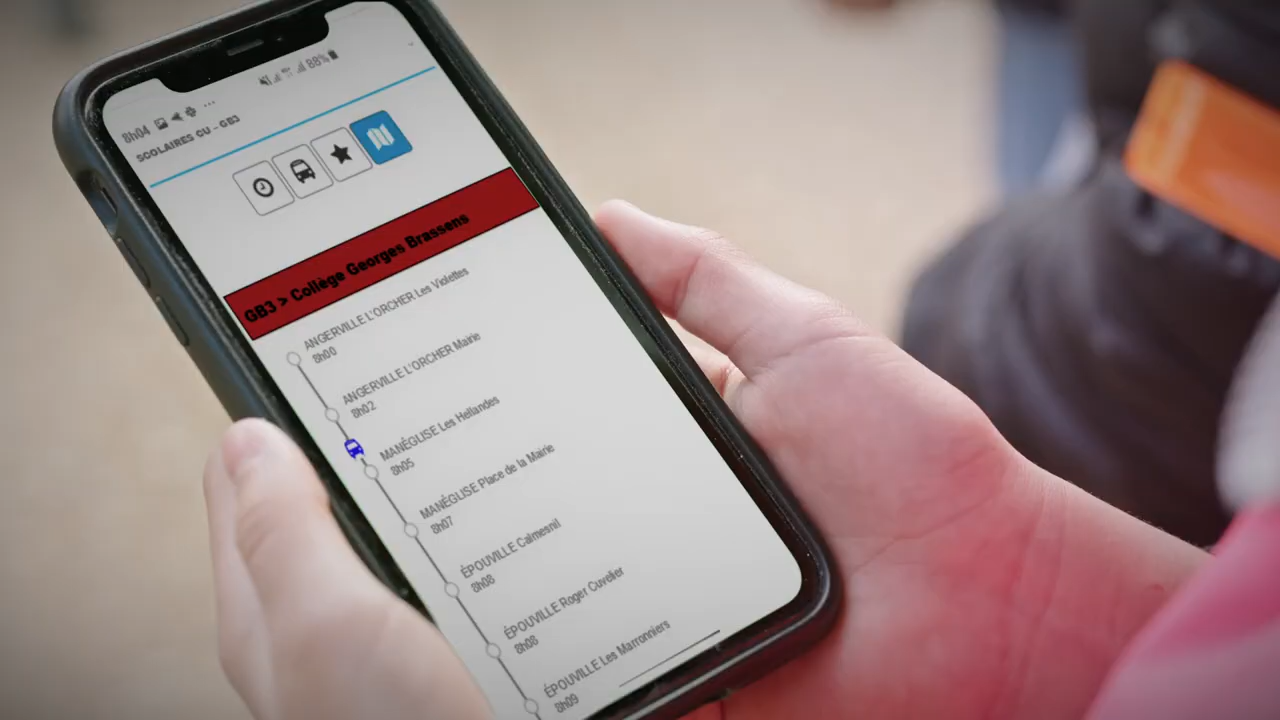 8h04 ... 88%
SCOLAIRES CU - GB3
GB3 > Collège Georges Brassens
ANGERVILLE L'ORCHER Les Violettes
8h00
ANGERVILLE L'ORCHER Mairie
8h02
MANÉGLISE Les Hellandes
8h05
MANÉGLISE Place de la Mairie
8h07
ÉPOUVILLE Calmesnil
8h08
ÉPOUVILLE Roger Cuvelier
8h08
ÉPOUVILLE Les Marronniers
8h09